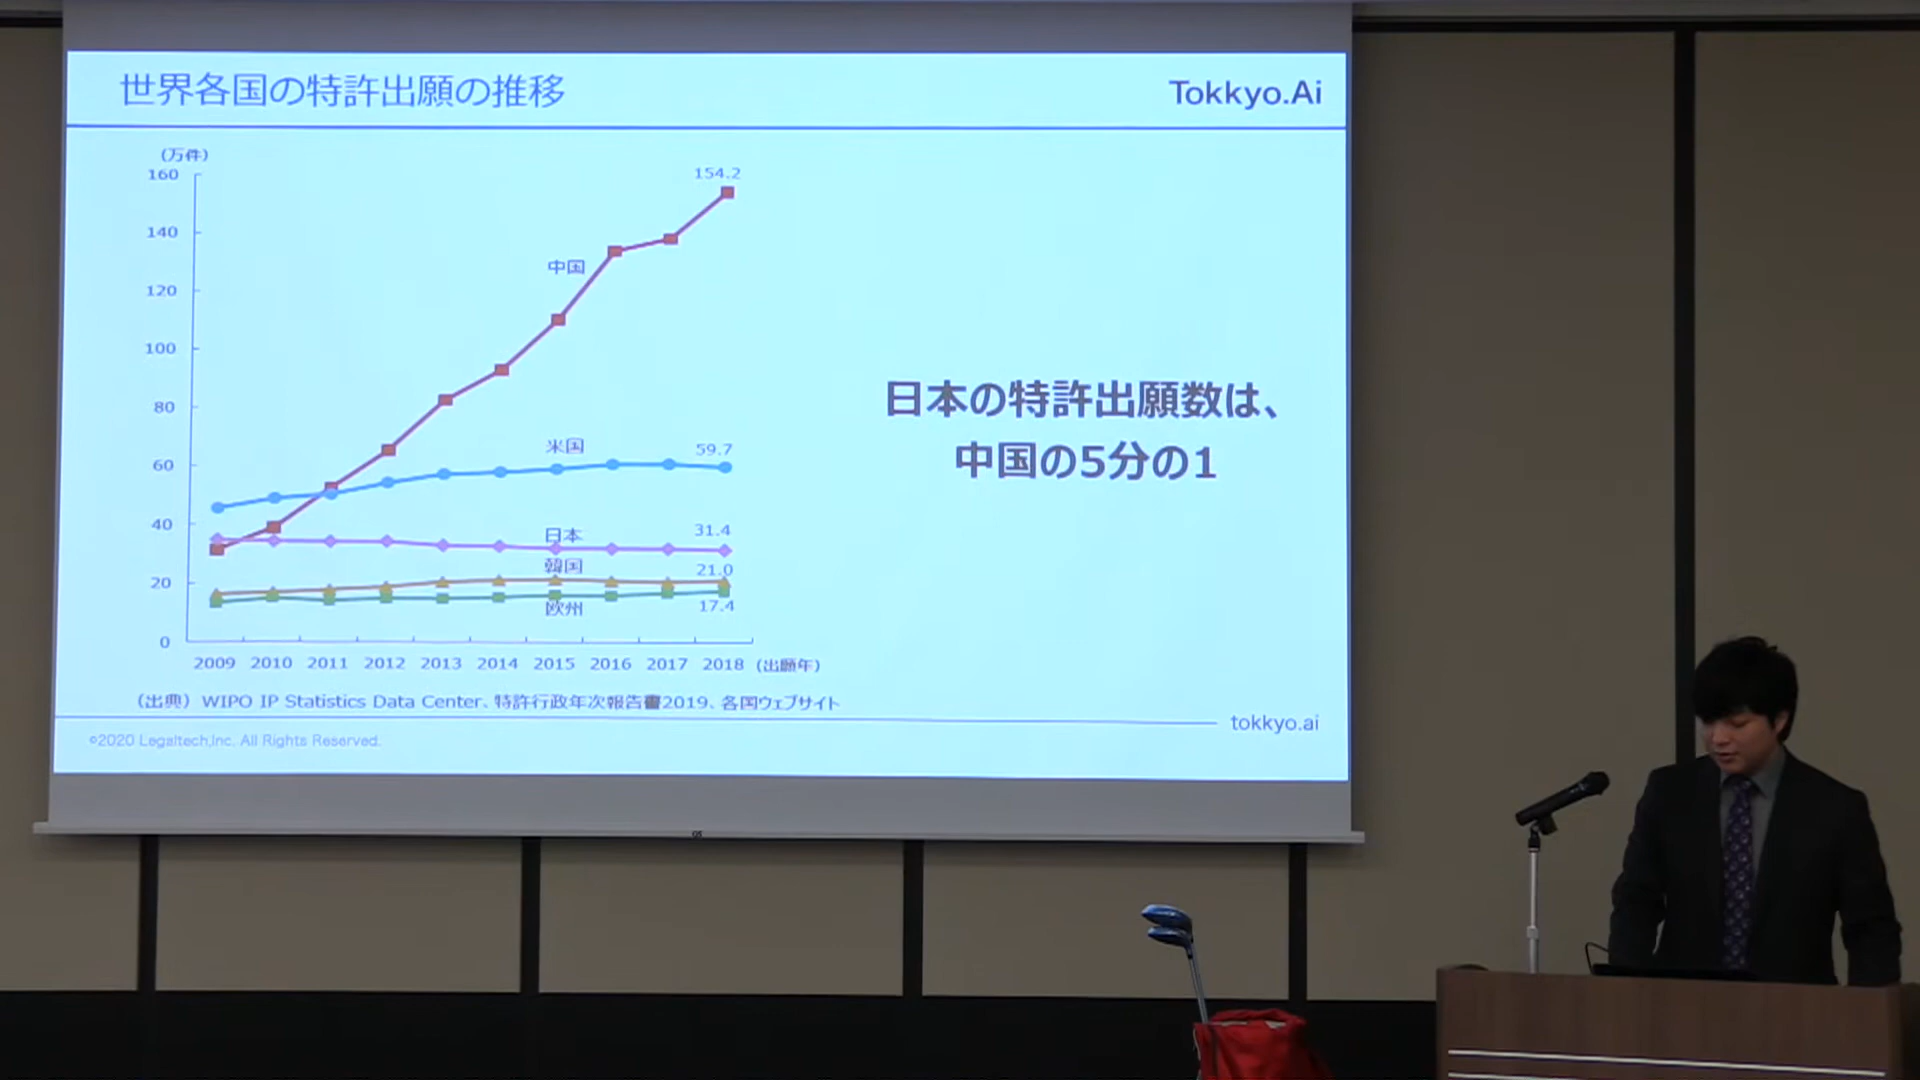 世界各国の特許出願の推移
Tokkyo.Ai
(万件)
160
140
120
100
80
60
40
20
0
154.2
中国
米国
59.7
日本
31.4
韓国
21.0
欧州
17.4
2009 2010 2011 2012 2013 2014 2015 2016 2017 2018 (出願年)
(出典) WIPO IP Statistics Data Center、特許行政年次報告書2019、各国ウェブサイト
日本の特許出願数は、
中国の5分の1
tokkyo.ai
©2020 Legaltech,Inc. All Rights Reserved.